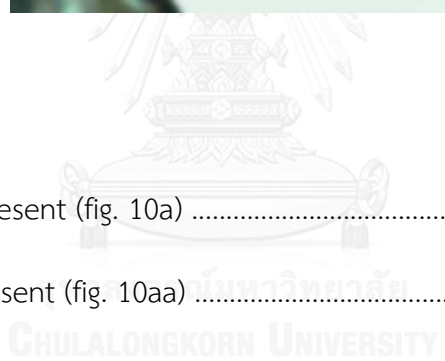 esent (fig. 10a) .....................................
sent (fig. 10aa) .....................................
จุฬาลงกรณ์มหาวิทยาลัย
CHULALONGKORN UNIVERSITY